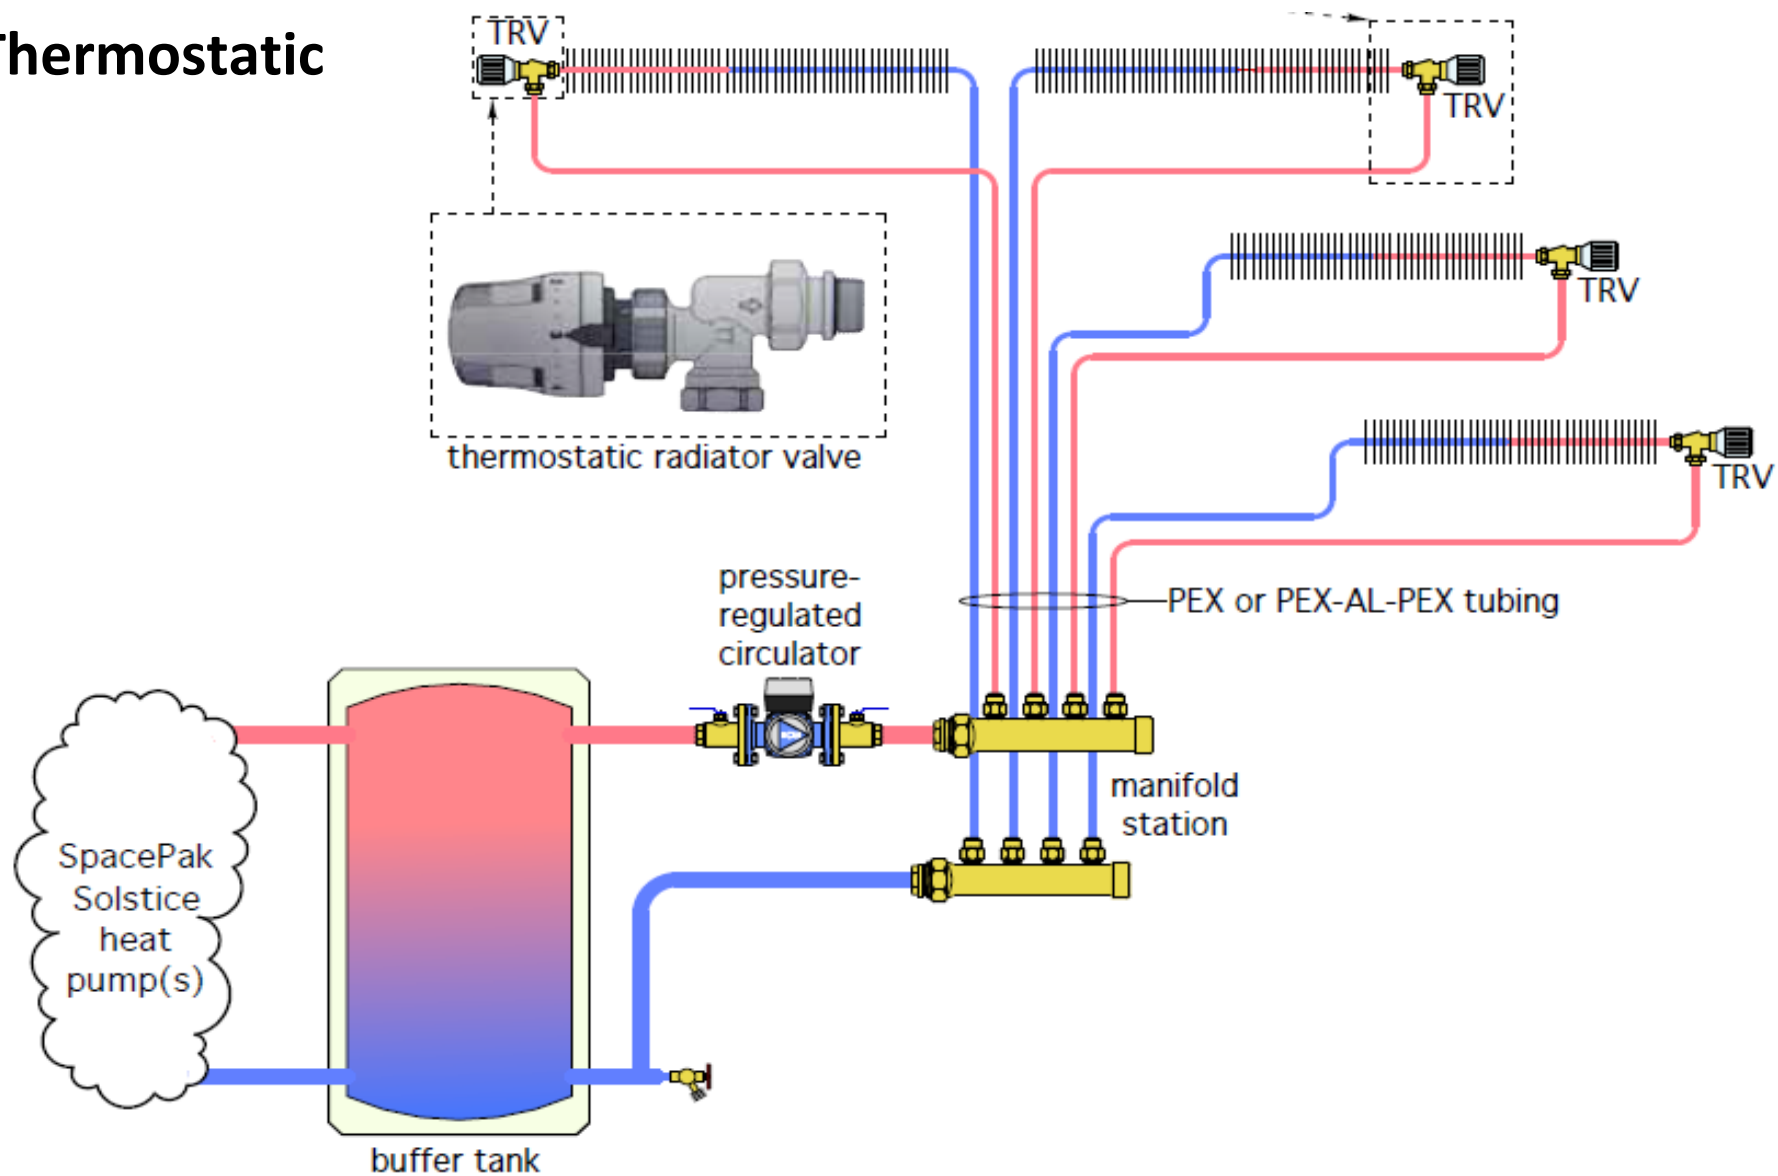 Thermostatic
TRV
TRV
TRV
thermostatic radiator valve
TRV
pressure-
regulated
circulator
PEX or PEX-AL-PEX tubing
manifold
station
SpacePak
Solstice
heat
pump(s)
buffer tank